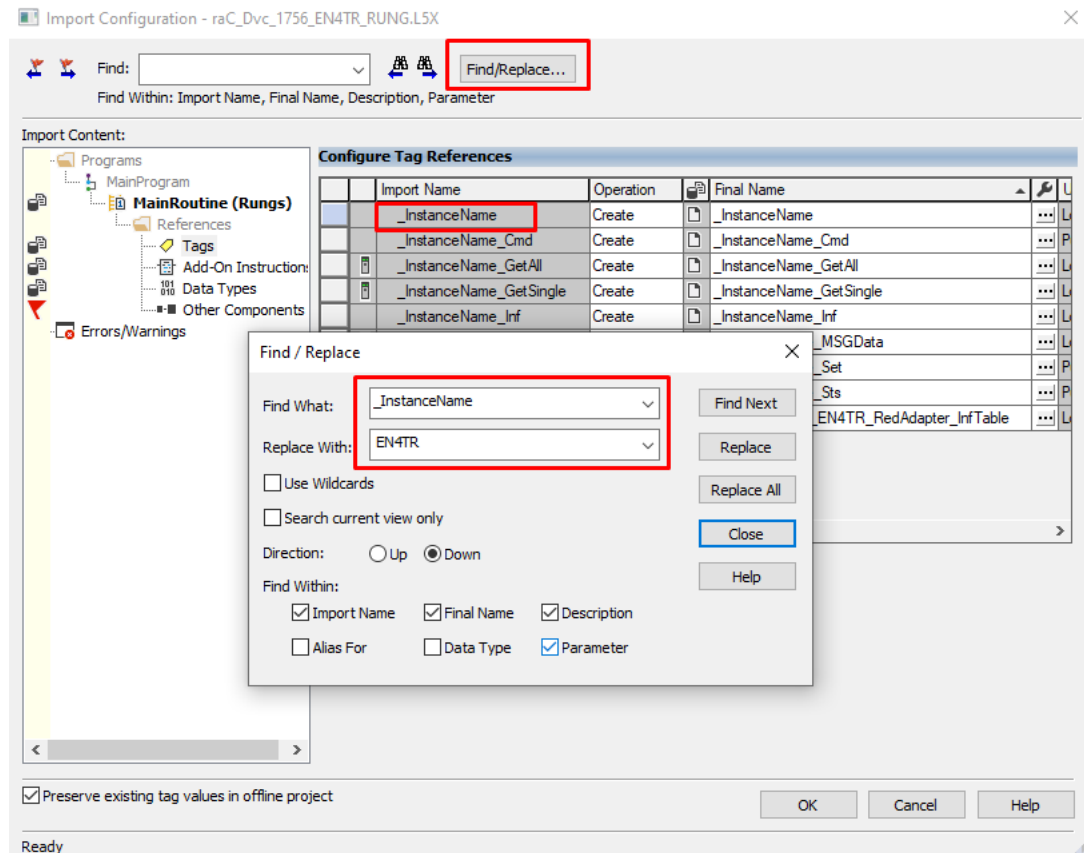 Import Configuration - raC_Dvc_1756_EN4TR_RUNG.L5X
Find:
Find/Replace...
Find Within: Import Name, Final Name, Description, Parameter
Import Content:
Programs
MainProgram
MainRoutine (Rungs)
References
Tags
Add-On Instruction:
Data Types
Other Components
Errors/Warnings
Configure Tag References
Import Name Operation Final Name U
_InstanceName Create _InstanceName ... L
_InstanceName_Cmd Create _InstanceName_Cmd ... P
_InstanceName_GetAll Create _InstanceName_GetAll ... L
_InstanceName_GetSingle Create _InstanceName_GetSingle ... L
_InstanceName_Inf Create _InstanceName_Inf ... L
_MSGData ... L
_Set ... P
_Sts ... P
_EN4TR_RedAdapter_InfTable ... L
Find / Replace
Find What: _InstanceName Find Next
Replace With: EN4TR Replace
Use Wildcards Replace All
Search current view only
Close
Direction: Up Down
Help
Find Within:
Import Name Final Name Description
Alias For Data Type Parameter
Preserve existing tag values in offline project
OK Cancel Help
Ready